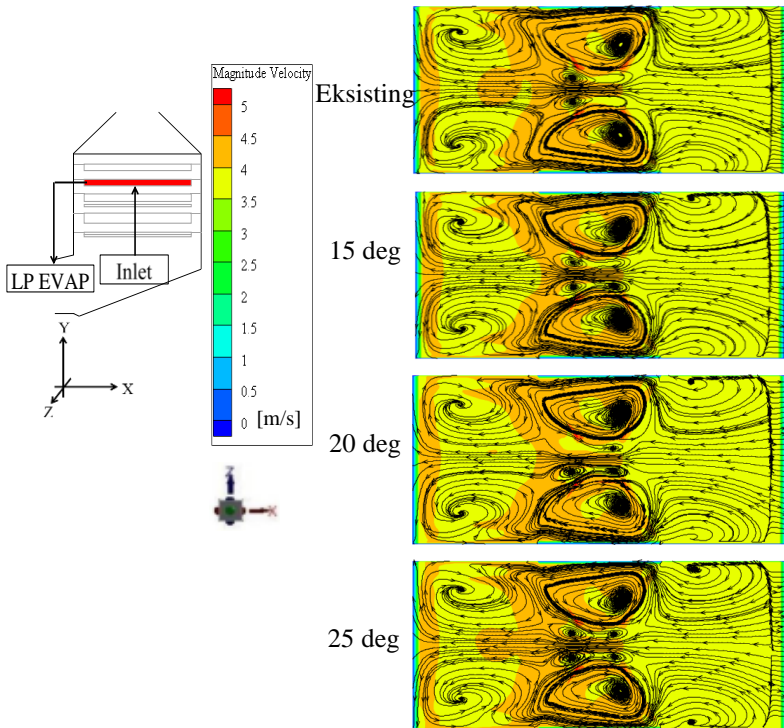 Magnitude Velocity
5
4.5
4
3.5
3
2.5
2
1.5
1
0.5
0
[m/s]
LP EVAP
Inlet
Y
X
Z
Z
X
Eksisting
15 deg
20 deg
25 deg